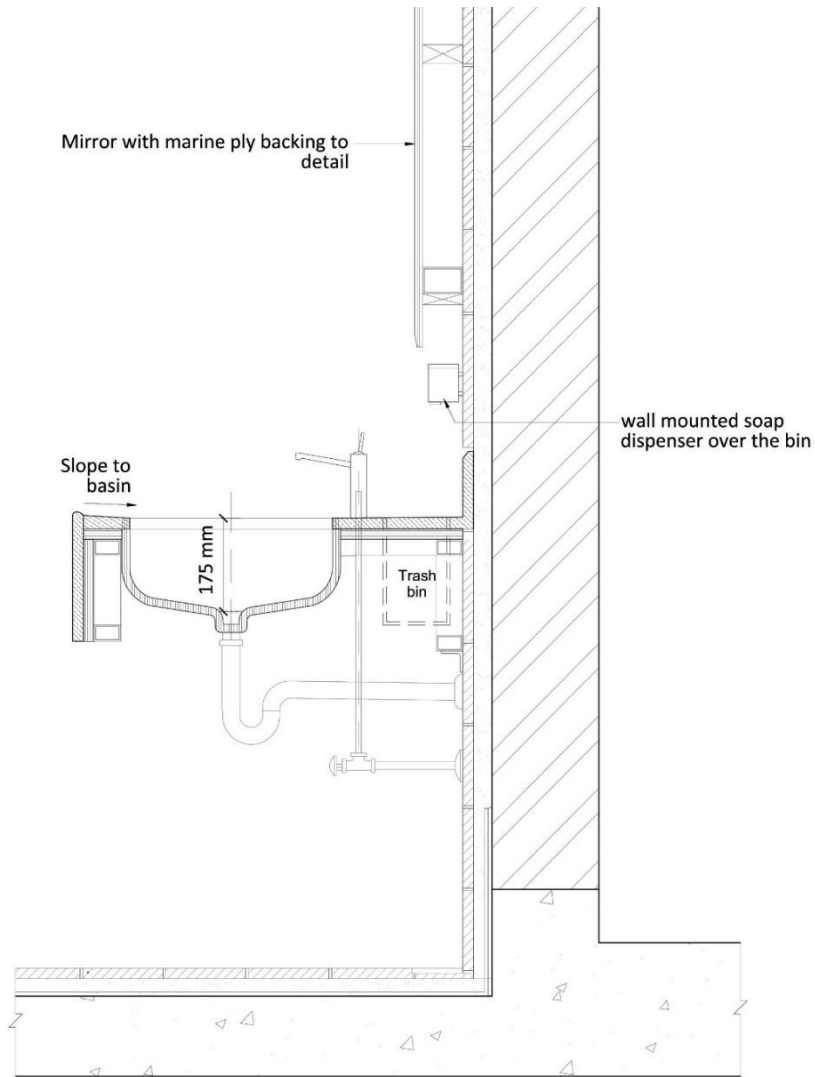 Mirror with marine ply backing to
detail
wall mounted soap
dispenser over the bin
Slope to
basin
175 mm
Trash
bin